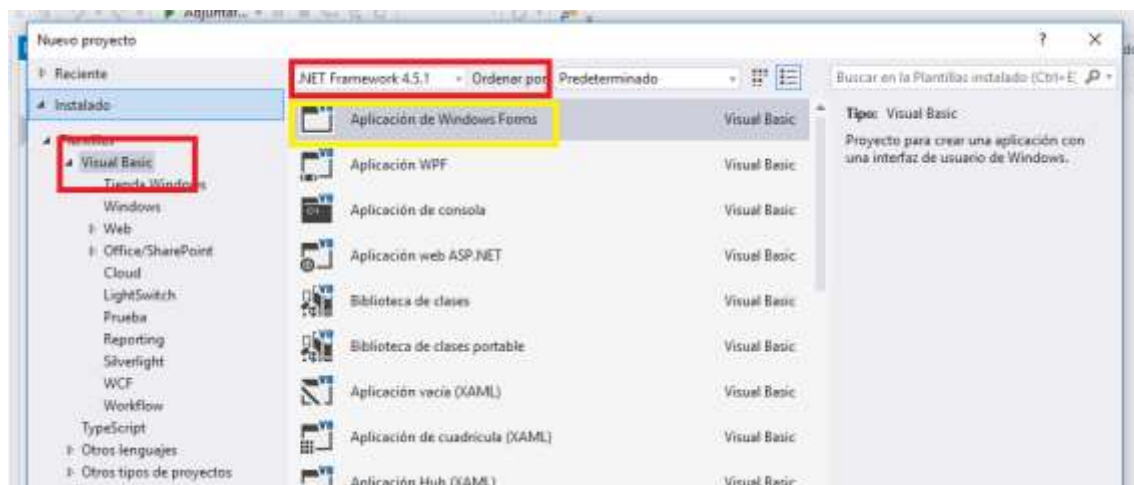 Adjuntar...
Nuevo proyecto
? ×
Reciente
.NET Framework 4.5.1 Ordenar por: Predeterminado
Buscar en la Plantillas instalado (Ctrl+E
Instalado
Plantillas
Visual Basic
Tienda Windows
Windows
Web
Office/SharePoint
Cloud
LightSwitch
Prueba
Reporting
Silverlight
WCF
Workflow
TypeScript
Otros lenguajes
Otros tipos de proyectos
Aplicación de Windows Forms Visual Basic
Aplicación WPF Visual Basic
Aplicación de consola Visual Basic
Aplicación web ASP.NET Visual Basic
Biblioteca de clases Visual Basic
Biblioteca de clases portable Visual Basic
Aplicación vacía (XAML) Visual Basic
Aplicación de cuadrícula (XAML) Visual Basic
Aplicación Hub (XAML) Visual Basic
Tipo: Visual Basic
Proyecto para crear una aplicación con
una interfaz de usuario de Windows.